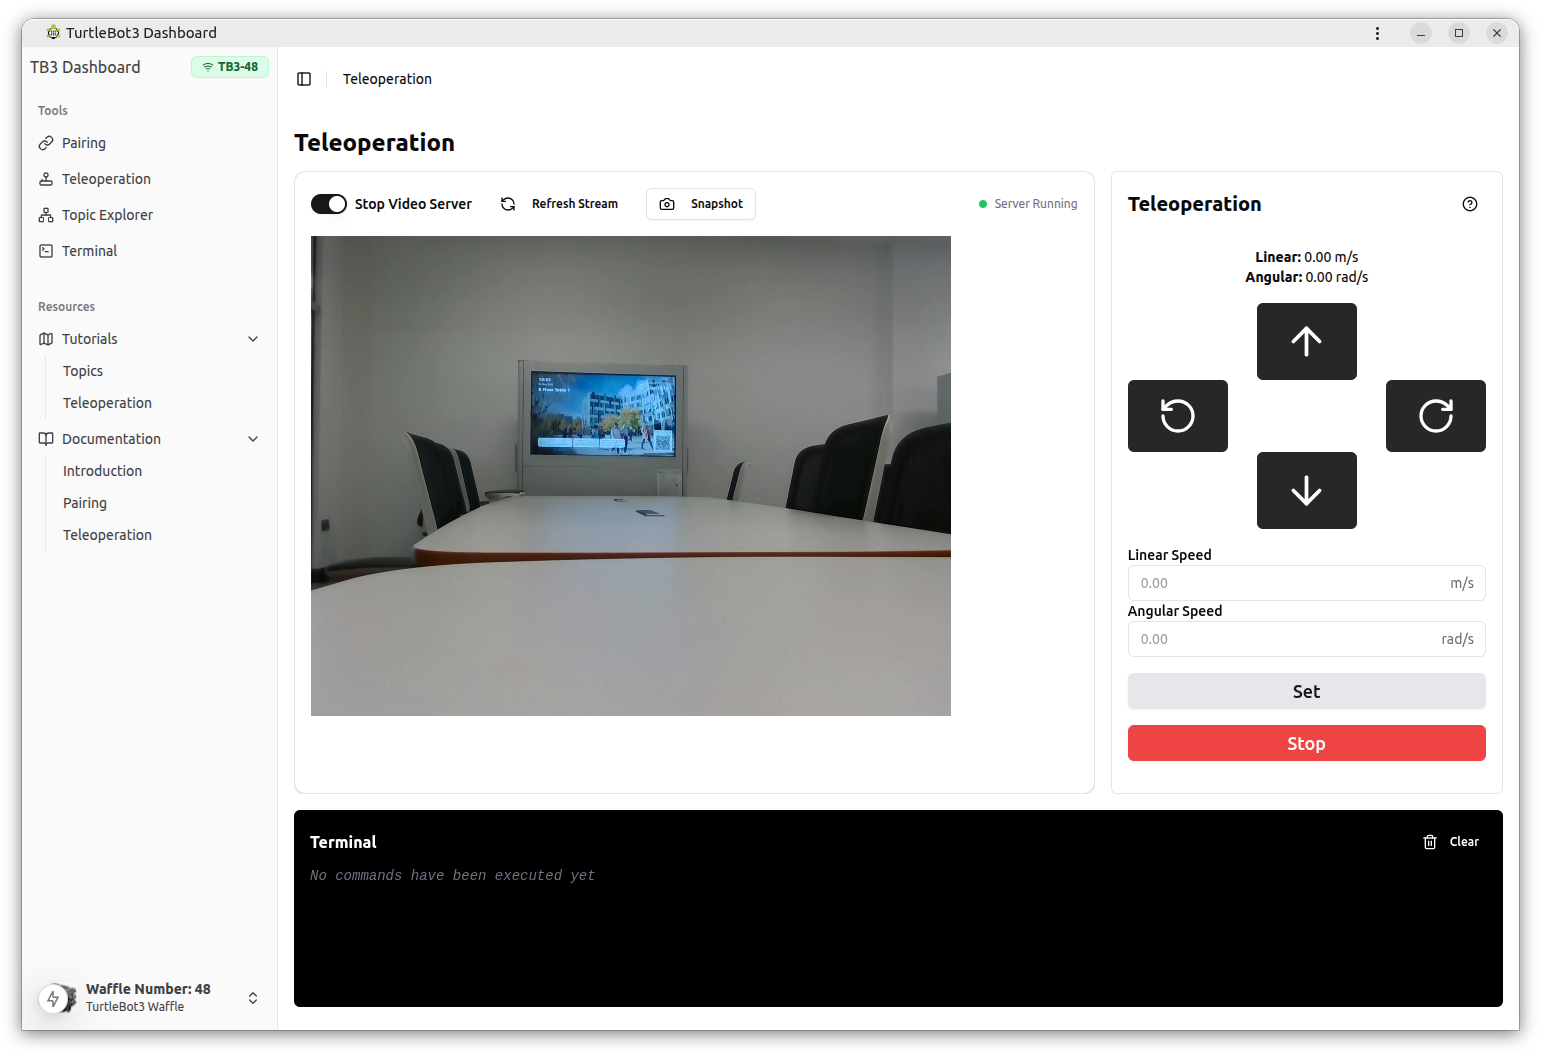 TurtleBot3 Dashboard
TB3 Dashboard
TB3-48
Tools
Pairing
Teleoperation
Topic Explorer
Terminal
Resources
Tutorials
Topics
Teleoperation
Documentation
Introduction
Pairing
Teleoperation
Waffle Number: 48
TurtleBot3 Waffle
Teleoperation
Teleoperation
Stop Video Server
Refresh Stream
Snapshot
Server Running
Teleoperation
Linear: 0.00 m/s
Angular: 0.00 rad/s
Linear Speed
0.00 m/s
Angular Speed
0.00 rad/s
Set
Stop
Terminal
Clear
No commands have been executed yet